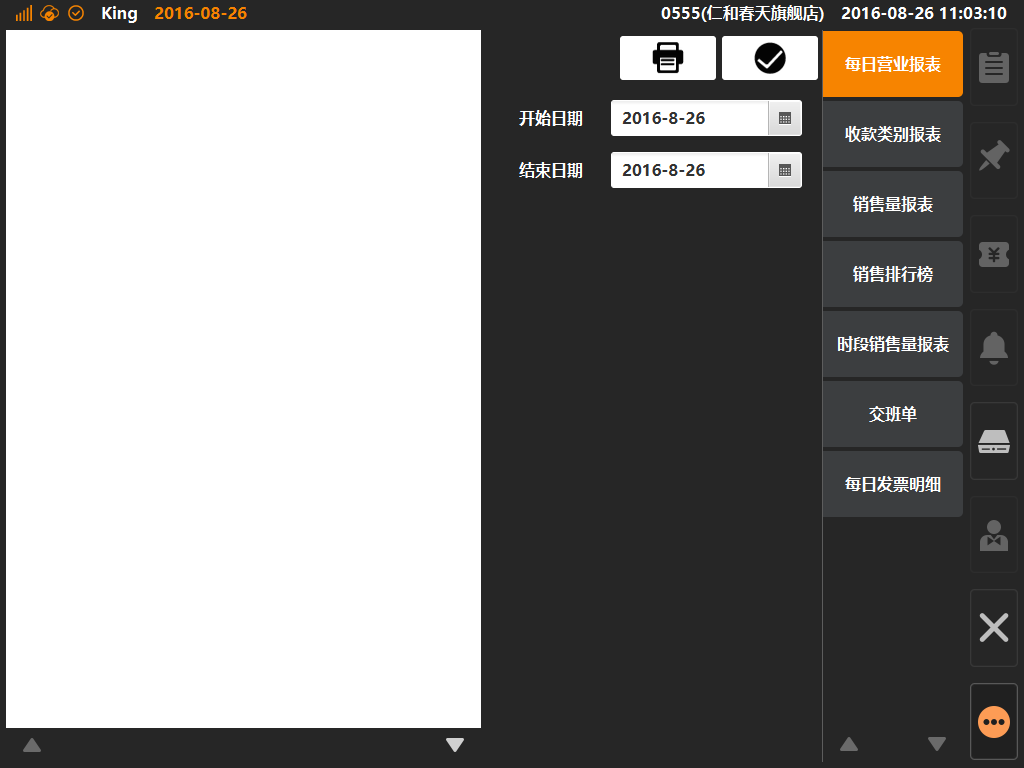 King 2016-08-26 0555(仁和春天旗舰店) 2016-08-26 11:03:10
每日营业报表
开始日期 2016-8-26
收款类别报表
结束日期 2016-8-26
销售量报表
销售排行榜
时段销售量报表
交班单
每日发票明细